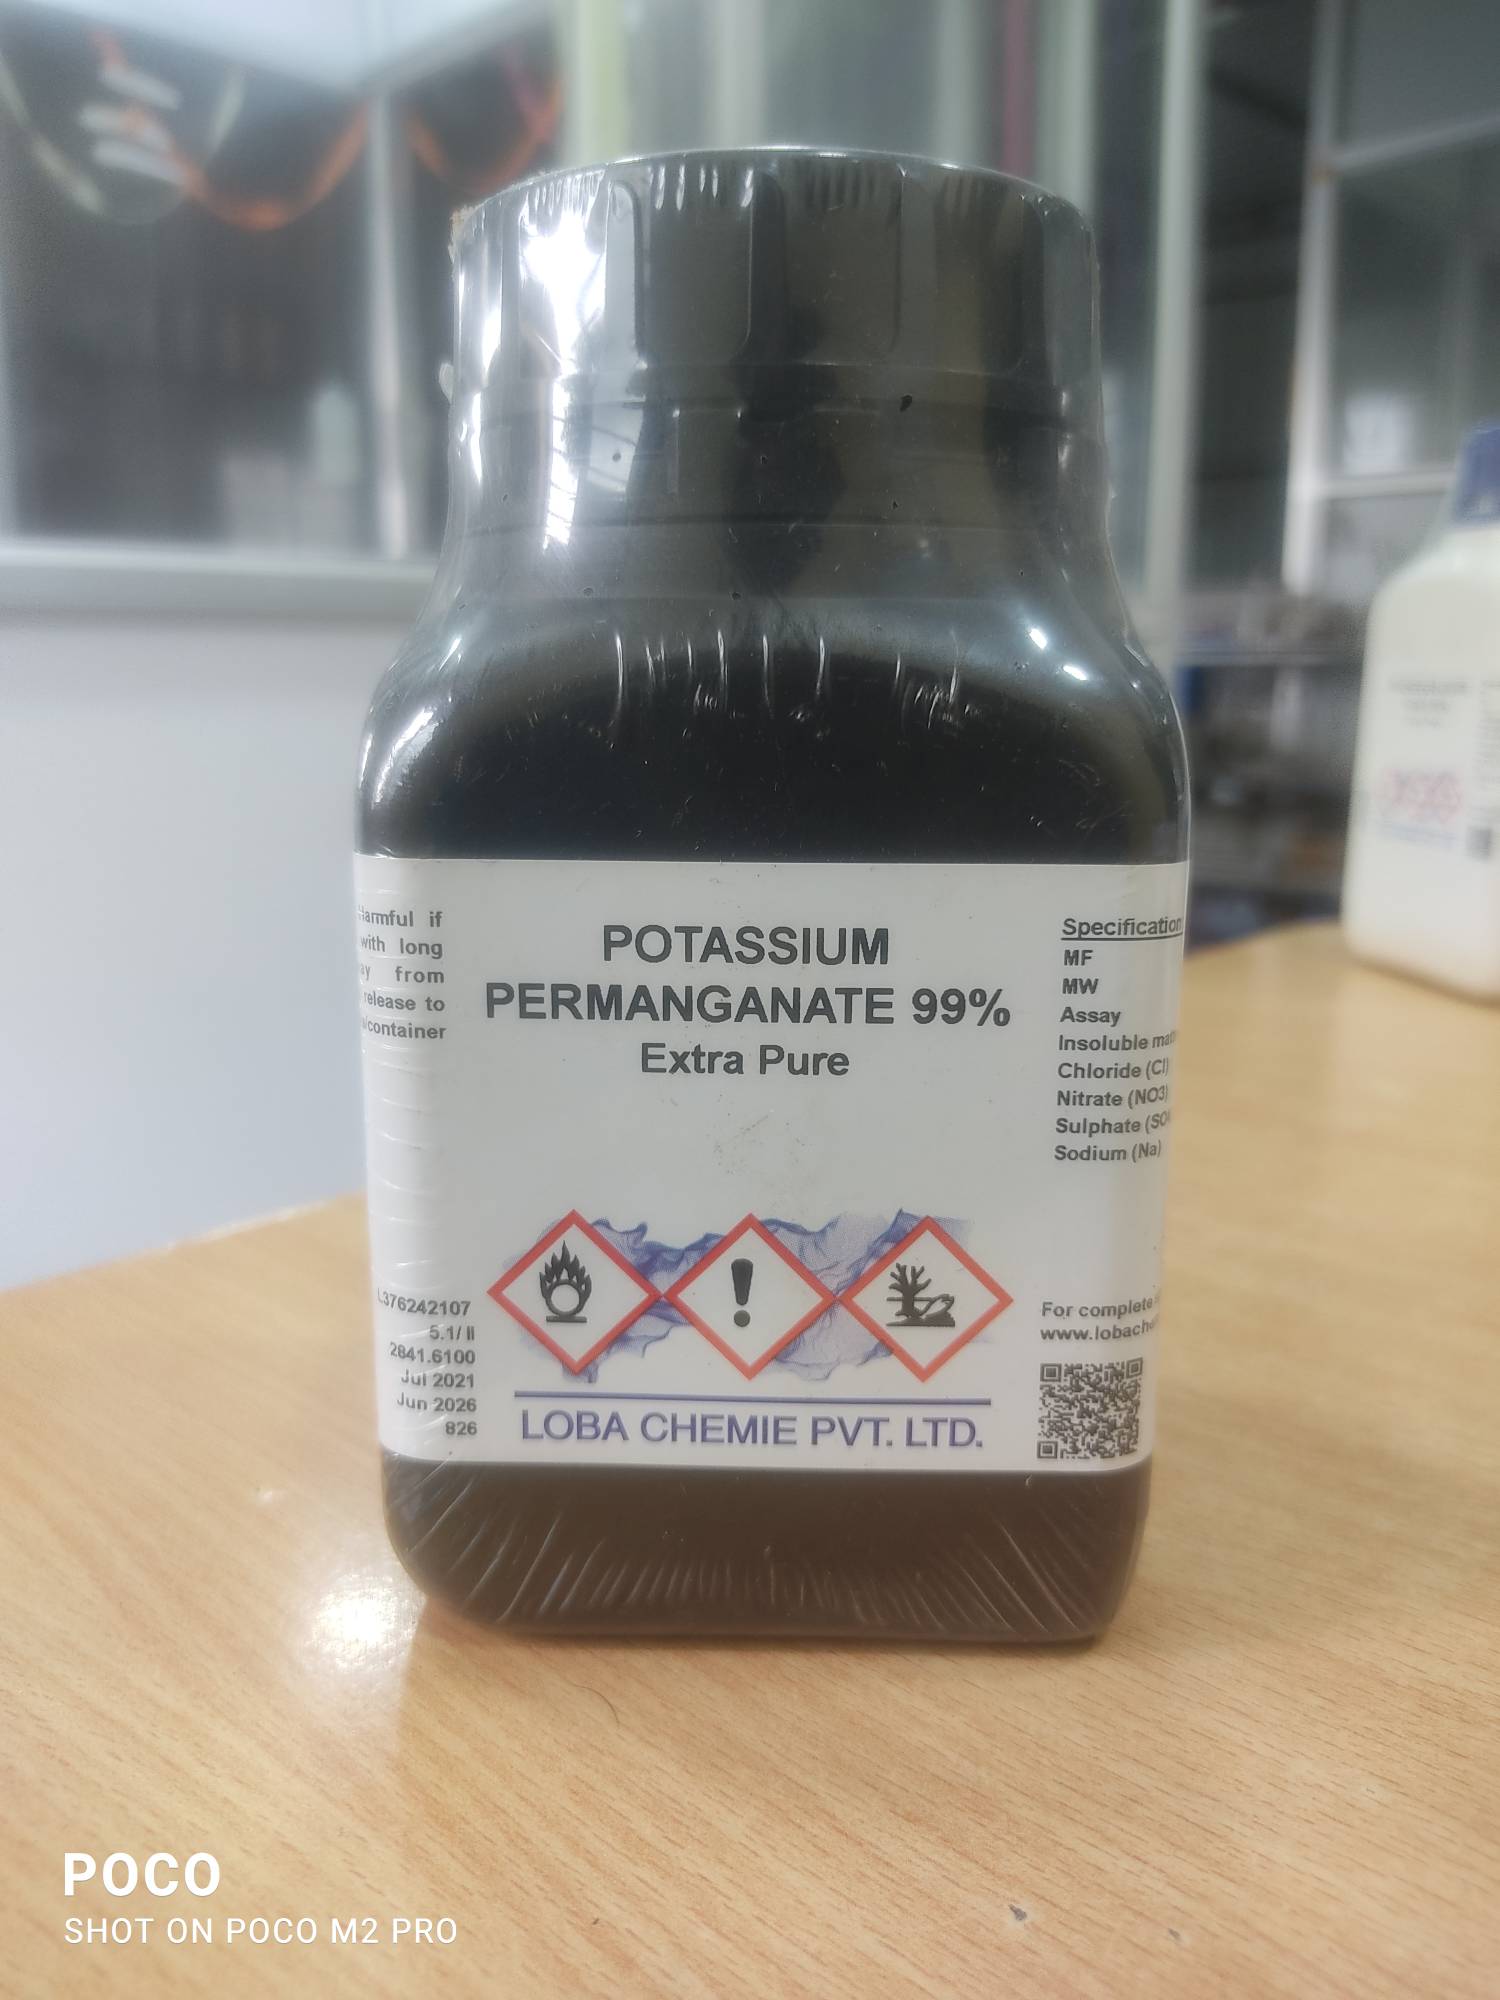 Harmful if
with long
from
release to
container
POTASSIUM
PERMANGANATE 99%
Extra Pure
Specification
MF
MW
Assay
Insoluble
Chloride (Cl)
Nitrate (NO3)
Sulphate
Sodium (Na)
L376242107
5.1/ II
2841.6100
Jul 2021
Jun 2026
826
For complete
LOBA CHEMIE PVT. LTD.
POCO
SHOT ON POCO M2 PRO